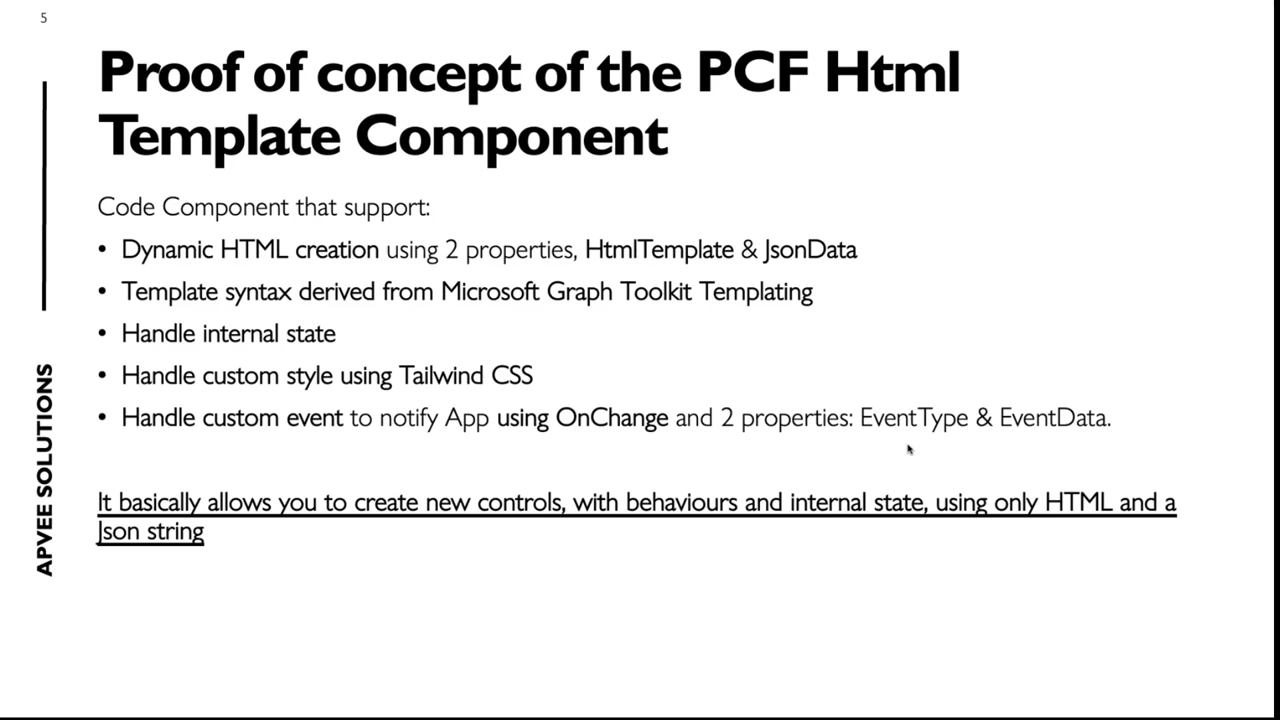 5
Proof of concept of the PCF Html
Template Component
Code Component that support:
• Dynamic HTML creation using 2 properties, HtmlTemplate & JsonData
• Template syntax derived from Microsoft Graph Toolkit Templating
• Handle internal state
• Handle custom style using Tailwind CSS
• Handle custom event to notify App using OnChange and 2 properties: EventType & EventData.
It basically allows you to create new controls, with behaviours and internal state, using only HTML and a
Json string
APVEE SOLUTIONS